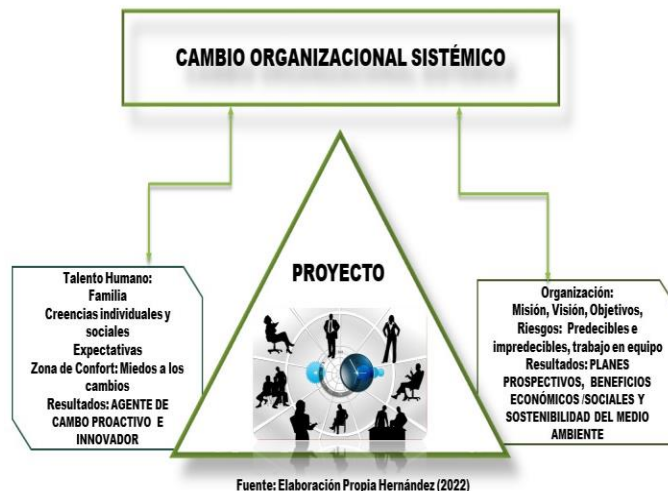 CAMBIO ORGANIZACIONAL SISTÉMICO
PROYECTO
Talento Humano:
Familia
Creencias individuales y
sociales
Expectativas
Zona de Confort: Miedos a los
cambios
Resultados: AGENTE DE
CAMBO PROACTIVO E
INNOVADOR
Organización:
Misión, Visión, Objetivos,
Riesgos: Predecibles e
impredecibles, trabajo en equipo
Resultados: PLANES
PROSPECTIVOS, BENEFICIOS
ECONÓMICOS /SOCIALES Y
SOSTENIBILIDAD DEL MEDIO
AMBIENTE
Fuente: Elaboración Propia Hernández (2022)